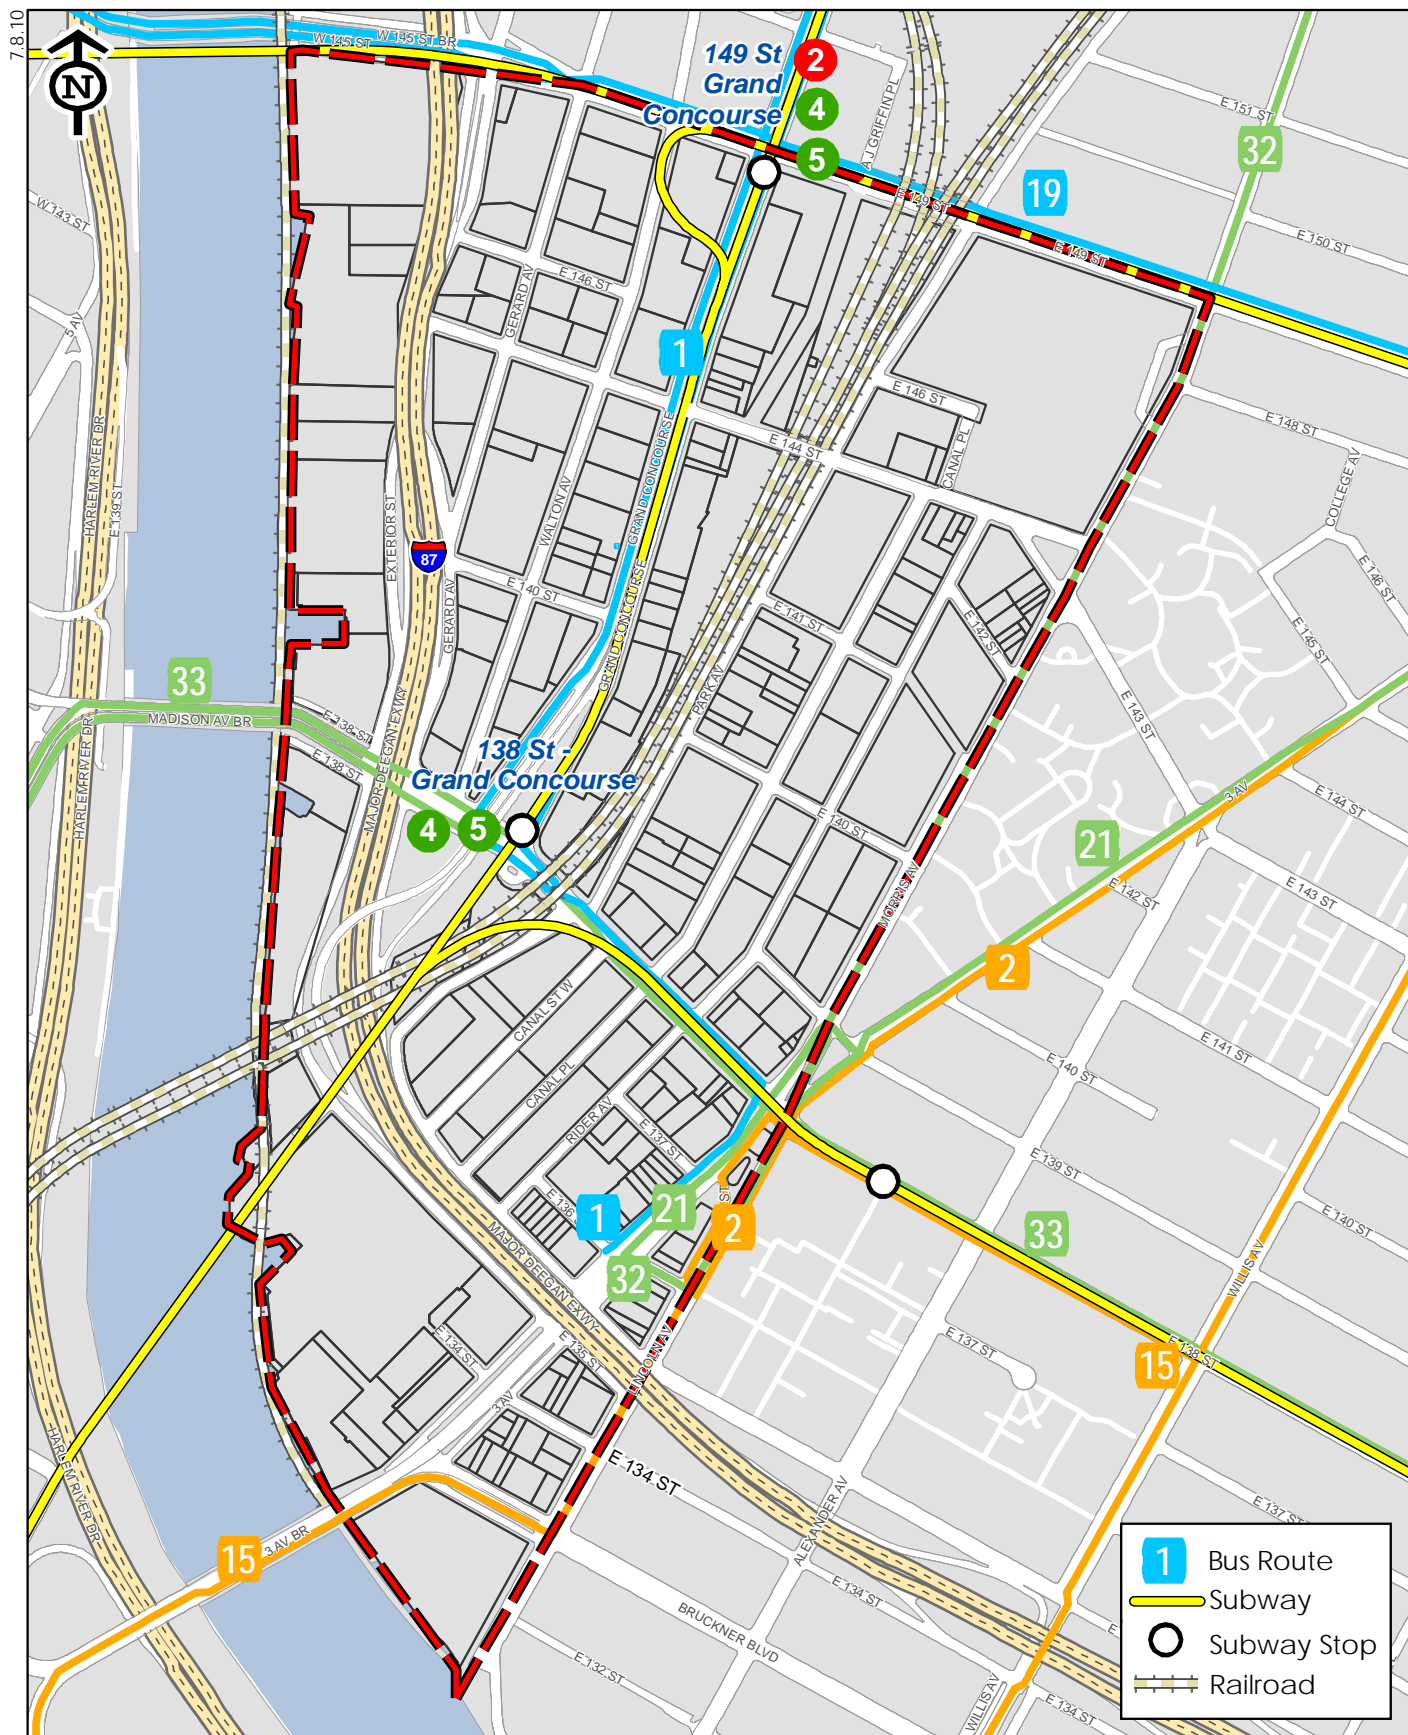 7.8.10
N
W 145 ST
W 145 ST BR
149 St
Grand
Concourse
2
4
5
A J GRIFFIN PL
E 151 ST
32
19
E 149 ST
E 149 ST
E 150 ST
W 143 ST
5 AV
GERARD AV
E 146 ST
1
E 146 ST
E 148 ST
COLLEGE AV
HARLEM RIVER DR
E 139 ST
EXTERIOR ST
87
WALTON AV
GRAND CONCOURSE
E 144 ST
CANAL PL
GERARD AV
E 140 ST
GRAND CONCOURSE
E 141 ST
E 142 ST
E 146 ST
E 145 ST
33
MADISON AV BR
E 138 ST
E 138 ST
HARLEM RIVER DR
MAJOR DEEGAN EXWY
PARK AV
E 143 ST
138 St -
Grand Concourse
4
5
E 140 ST
3 AV
E 144 ST
21
MORRIS AV
E 142 ST
E 143 ST
2
CANAL ST W
CANAL PL
RIDER AV
E 137 ST
E 140 ST
E 141 ST
E 136
1
21
ST
2
32
E 139 ST
33
E 140 ST
WILLIS AV
MAJOR DEEGAN EXWY
E 134 ST
E 135 ST
3 AV
LINCOLN AV
E 137 ST
E 138 ST
15
HARLEM RIVER DR
E 134 ST
ALEXANDER AV
E 137 ST
15
3 AV BR
BRUCKNER BLVD
E 134 ST
E 132 ST
WILLIS AV
E 134 ST
E
1 Bus Route
Subway
Subway Stop
Railroad